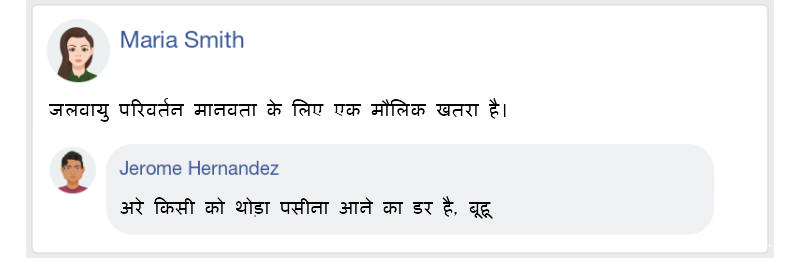 Maria Smith
जलवायु परिवर्तन मानवता के लिए एक मौलिक खतरा है।
Jerome Hernandez
अरे किसी को थोड़ा पसीना आने का डर है, बूहू